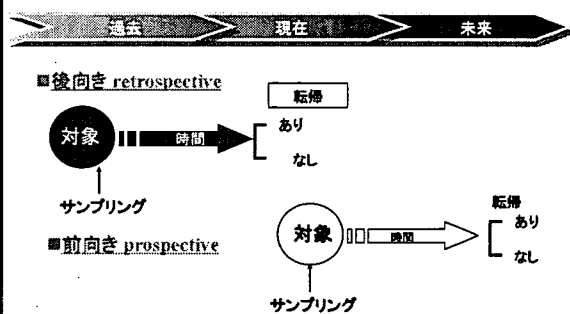 過去 現在 未来
■後向き retrospective
転帰
対象 時間 あり
なし
サンプリング
■前向き prospective
転帰
対象 時間 あり
なし
サンプリング